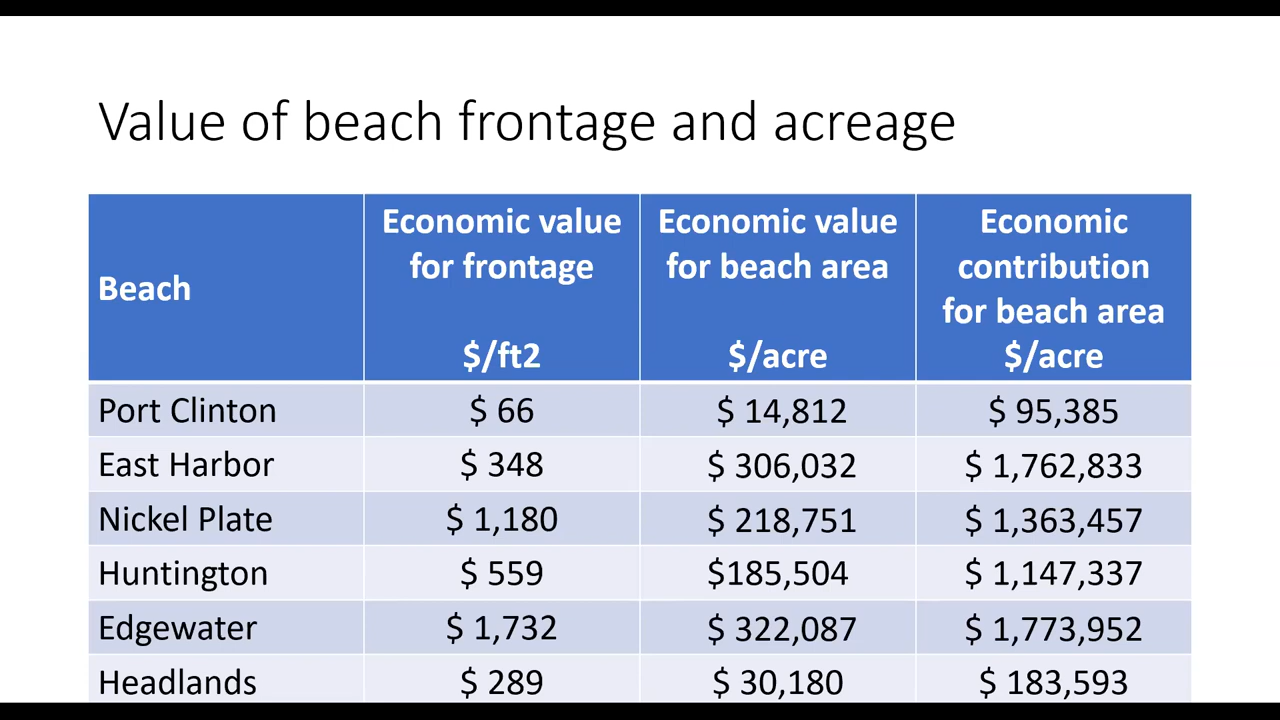 Value of beach frontage and acreage
Beach
Economic value
for frontage
$/ft2
Economic value
for beach area
$/acre
Economic
contribution
for beach area
$/acre
Port Clinton $ 66 $ 14,812 $ 95,385
East Harbor $ 348 $ 306,032 $ 1,762,833
Nickel Plate $ 1,180 $ 218,751 $ 1,363,457
Huntington $ 559 $185,504 $ 1,147,337
Edgewater $ 1,732 $ 322,087 $ 1,773,952
Headlands $ 289 $ 30,180 $ 183,593